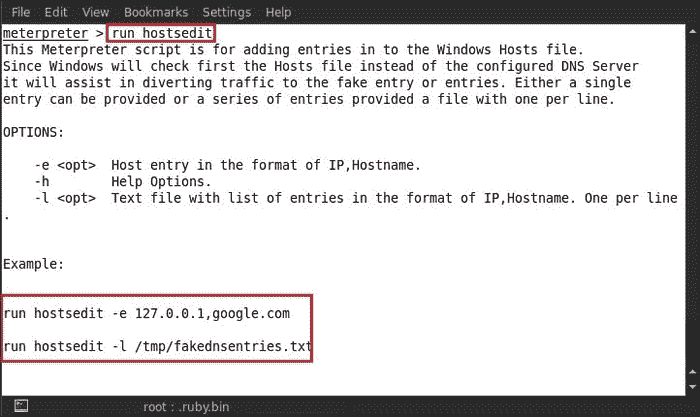 File Edit View Bookmarks Settings Help
meterpreter > run hostsedit
This Meterpreter script is for adding entries in to the Windows Hosts file.
Since Windows will check first the Hosts file instead of the configured DNS Server
it will assist in diverting traffic to the fake entry or entries. Either a single
entry can be provided or a series of entries provided a file with one per line.
OPTIONS:
-e <opt> Host entry in the format of IP,Hostname.
-h Help Options.
-l <opt> Text file with list of entries in the format of IP,Hostname. One per line
.
Example:
run hostsedit -e 127.0.0.1,google.com
run hostsedit -l /tmp/fakednsentries.txt
root : .ruby.bin